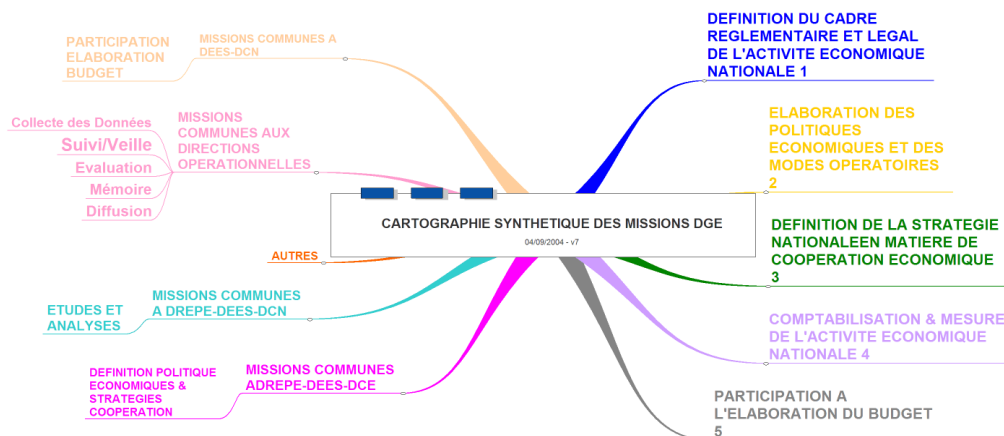 PARTICIPATION
ELABORATION
BUDGET
MISSIONS COMMUNES A
DEES-DCN
Collecte des Données
Suivi/Veille
Evaluation
Mémoire
Diffusion
MISSIONS
COMMUNES AUX
DIRECTIONS
OPERATIONNELLES
AUTRES
ETUDES ET
ANALYSES
MISSIONS COMMUNES
A DREPE-DEES-DCN
DEFINITION POLITIQUE
ECONOMIQUES &
STRATEGIES
COOPERATION
MISSIONS COMMUNES
ADREPE-DEES-DCE
CARTOGRAPHIE SYNTHETIQUE DES MISSIONS DGE
04/09/2004 - v7
DEFINITION DU CADRE
REGLEMENTAIRE ET LEGAL
DE L'ACTIVITE ECONOMIQUE
NATIONALE 1
ELABORATION DES
POLITIQUES
ECONOMIQUES ET DES
MODES OPERATOIRES
2
DEFINITION DE LA STRATEGIE
NATIONALEEN MATIERE DE
COOPERATION ECONOMIQUE
3
COMPTABILISATION & MESURE
DE L'ACTIVITE ECONOMIQUE
NATIONALE 4
PARTICIPATION A
L'ELABORATION DU BUDGET
5